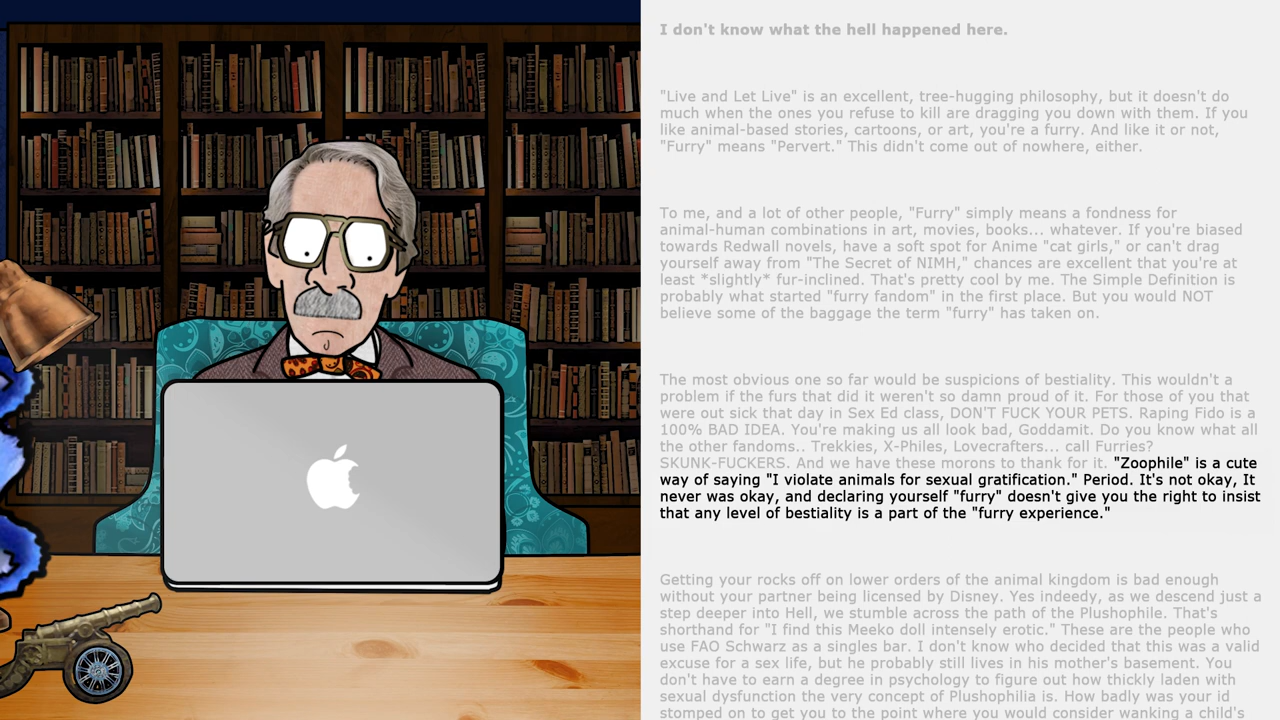 I don't know what the hell happened here.
"Live and Let Live" is an excellent, tree-hugging philosophy, but it doesn't do
much when the ones you refuse to kill are dragging you down with them. If you
like animal-based stories, cartoons, or art, you're a furry. And like it or not,
"Furry" means "Pervert." This didn't come out of nowhere, either.
To me, and a lot of other people, "Furry" simply means a fondness for
animal-human combinations in art, movies, books... whatever. If you're biased
towards Redwall novels, have a soft spot for Anime "cat girls," or can't drag
yourself away from "The Secret of NIMH," chances are excellent that you're at
least *slightly* fur-inclined. That's pretty cool by me. The Simple Definition is
probably what started "furry fandom" in the first place. But you would NOT
believe some of the baggage the term "furry" has taken on.
The most obvious one so far would be suspicions of bestiality. This wouldn't a
problem if the furs that did it weren't so damn proud of it. For those of you that
were out sick that day in Sex Ed class, DON'T FUCK YOUR PETS. Raping Fido is a
100% BAD IDEA. You're making us all look bad, Goddamit. Do you know what all
the other fandoms.. Trekkies, X-Philes, Lovecrafters... call Furries?
SKUNK-FUCKERS. And we have these morons to thank for it. "Zoophile" is a cute
way of saying "I violate animals for sexual gratification." Period. It's not okay, It
never was okay, and declaring yourself "furry" doesn't give you the right to insist
that any level of bestiality is a part of the "furry experience."
Getting your rocks off on lower orders of the animal kingdom is bad enough
without your partner being licensed by Disney. Yes indeedy, as we descend just a
step deeper into Hell, we stumble across the path of the Plushophile. That's
shorthand for "I find this Meeko doll intensely erotic." These are the people who
use FAO Schwarz as a singles bar. I don't know who decided that this was a valid
excuse for a sex life, but he probably still lives in his mother's basement. You
don't have to earn a degree in psychology to figure out how thickly laden with
sexual dysfunction the very concept of Plushophilia is. How badly was your id
stomped on to get you to the point where you would consider wanking a child's